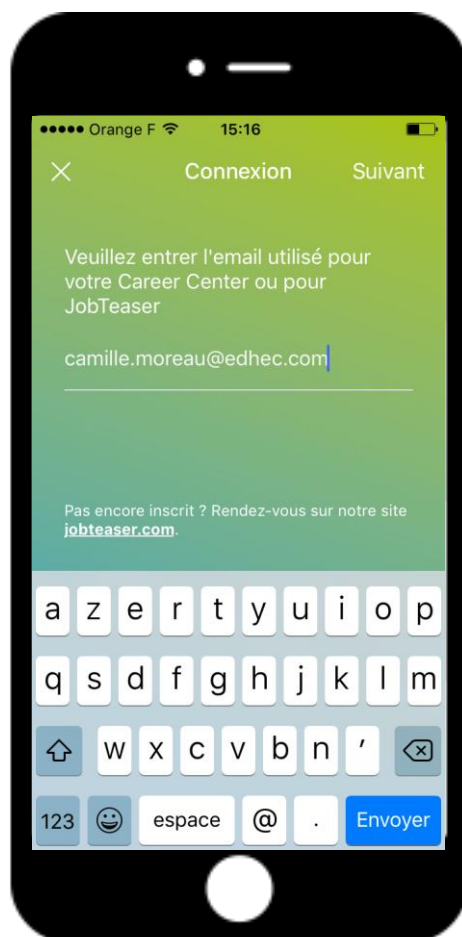 Orange F 15:16
Connexion Suivant
Veuillez entrer l'email utilisé pour
votre Career Center ou pour
JobTeaser
camille.moreau@edhec.com
Pas encore inscrit ? Rendez-vous sur notre site
jobteaser.com.
a z e r t y u i o p
q s d f g h j k l m
w x c v b n ’
123 espace @ . Envoyer